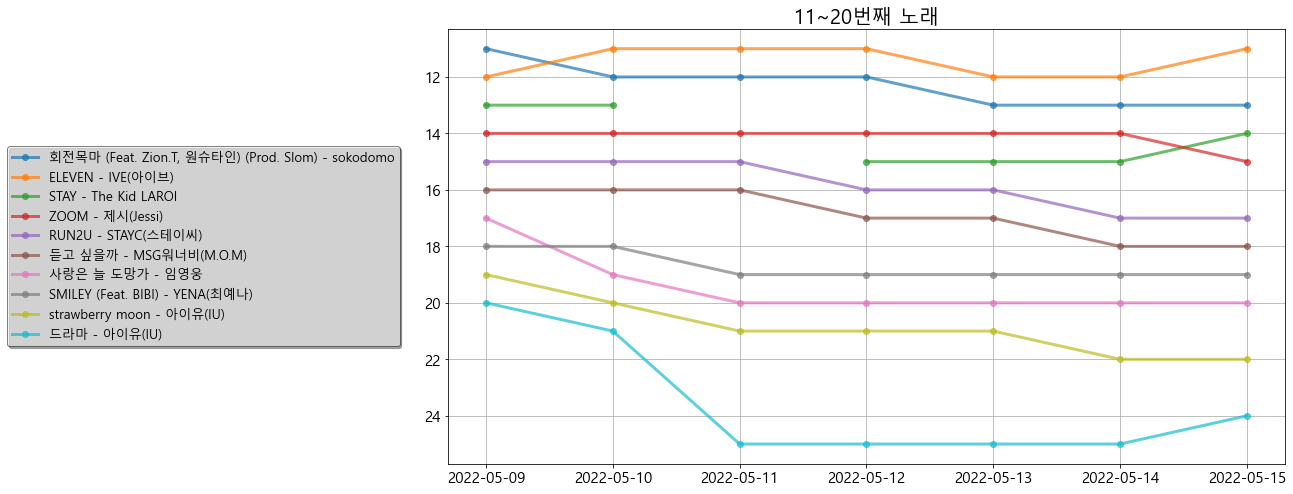 11~20번째 노래
회전목마 (Feat. Zion.T, 원슈타인) (Prod. Slom) - sokodomo
ELEVEN - IVE(아이브)
STAY - The Kid LAROI
ZOOM - 제시(Jessi)
RUN2U - STAYC(스테이씨)
듣고 싶을까 - MSG워너비(M.O.M)
사랑은 늘 도망가 - 임영웅
SMILEY (Feat. BIBI) - YENA(최예나)
strawberry moon - 아이유(IU)
드라마 - 아이유(IU)
12
14
16
18
20
22
24
2022-05-09 2022-05-10 2022-05-11 2022-05-12 2022-05-13 2022-05-14 2022-05-15